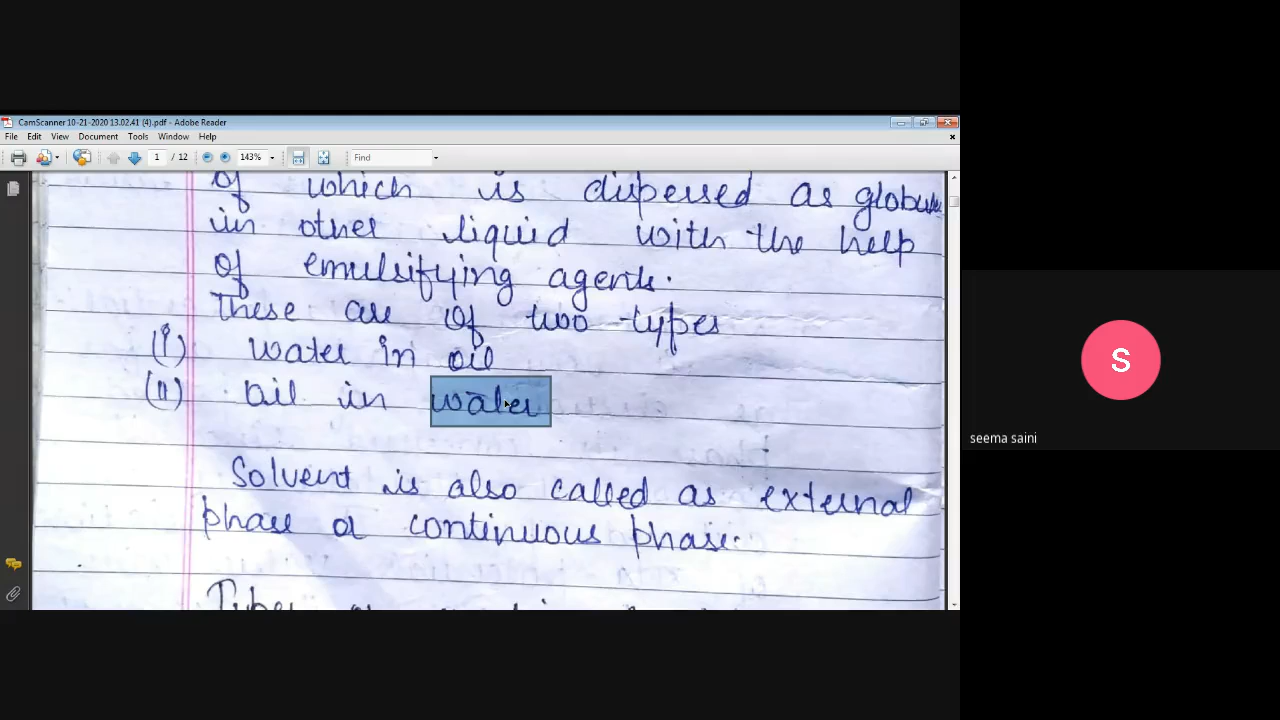 CamScanner 10-21-2020 13.02.41 (4).pdf - Adobe Reader
File Edit View Document Tools Window Help
1 / 12 143% Find
of which is dispersed as
in other liquid with the help
of emulsifying agents.
These are of two types
(i) water in oil
(ii) oil in water
Solvent is also called as external
phase or continuous phase.
S
seema saini